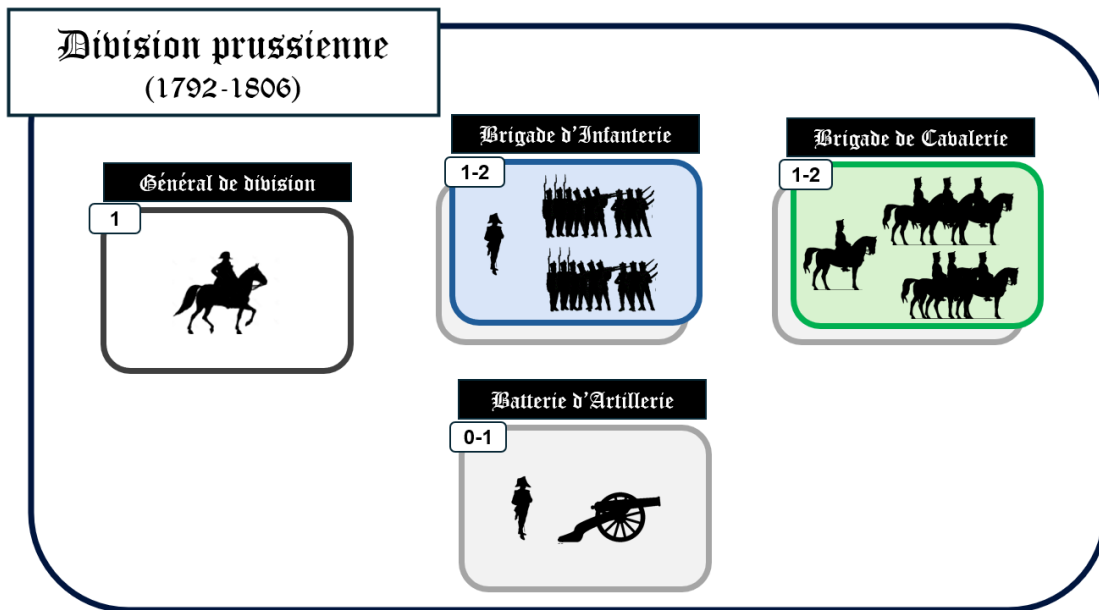 Division prussienne
(1792-1806)
Général de division
1
Brigade d'Infanterie
1-2
Brigade de Cavalerie
1-2
Batterie d'Artillerie
0-1